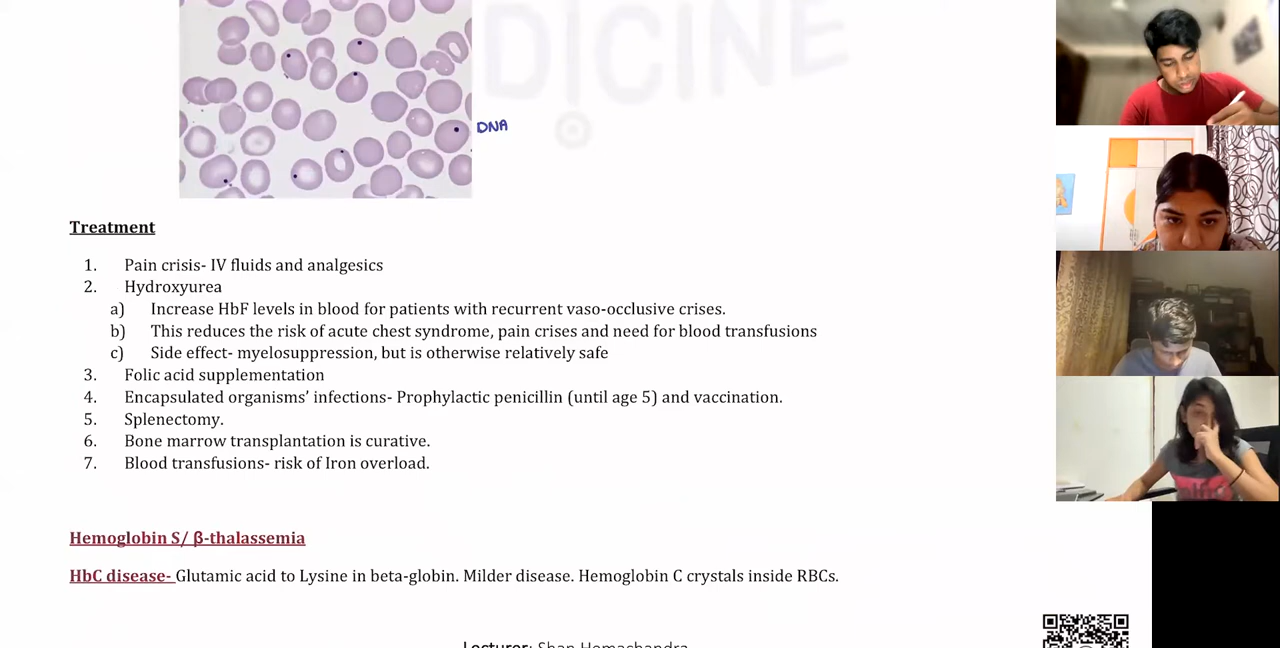 DICINE
DNA
Treatment
1. Pain crisis- IV fluids and analgesics
2. Hydroxyurea
a) Increase HbF levels in blood for patients with recurrent vaso-occlusive crises.
b) This reduces the risk of acute chest syndrome, pain crises and need for blood transfusions
c) Side effect- myelosuppression, but is otherwise relatively safe
3. Folic acid supplementation
4. Encapsulated organisms’ infections- Prophylactic penicillin (until age 5) and vaccination.
5. Splenectomy.
6. Bone marrow transplantation is curative.
7. Blood transfusions- risk of Iron overload.
Hemoglobin S/ β-thalassemia
HbC disease- Glutamic acid to Lysine in beta-globin. Milder disease. Hemoglobin C crystals inside RBCs.
Lecturer: Shan Hemachandra